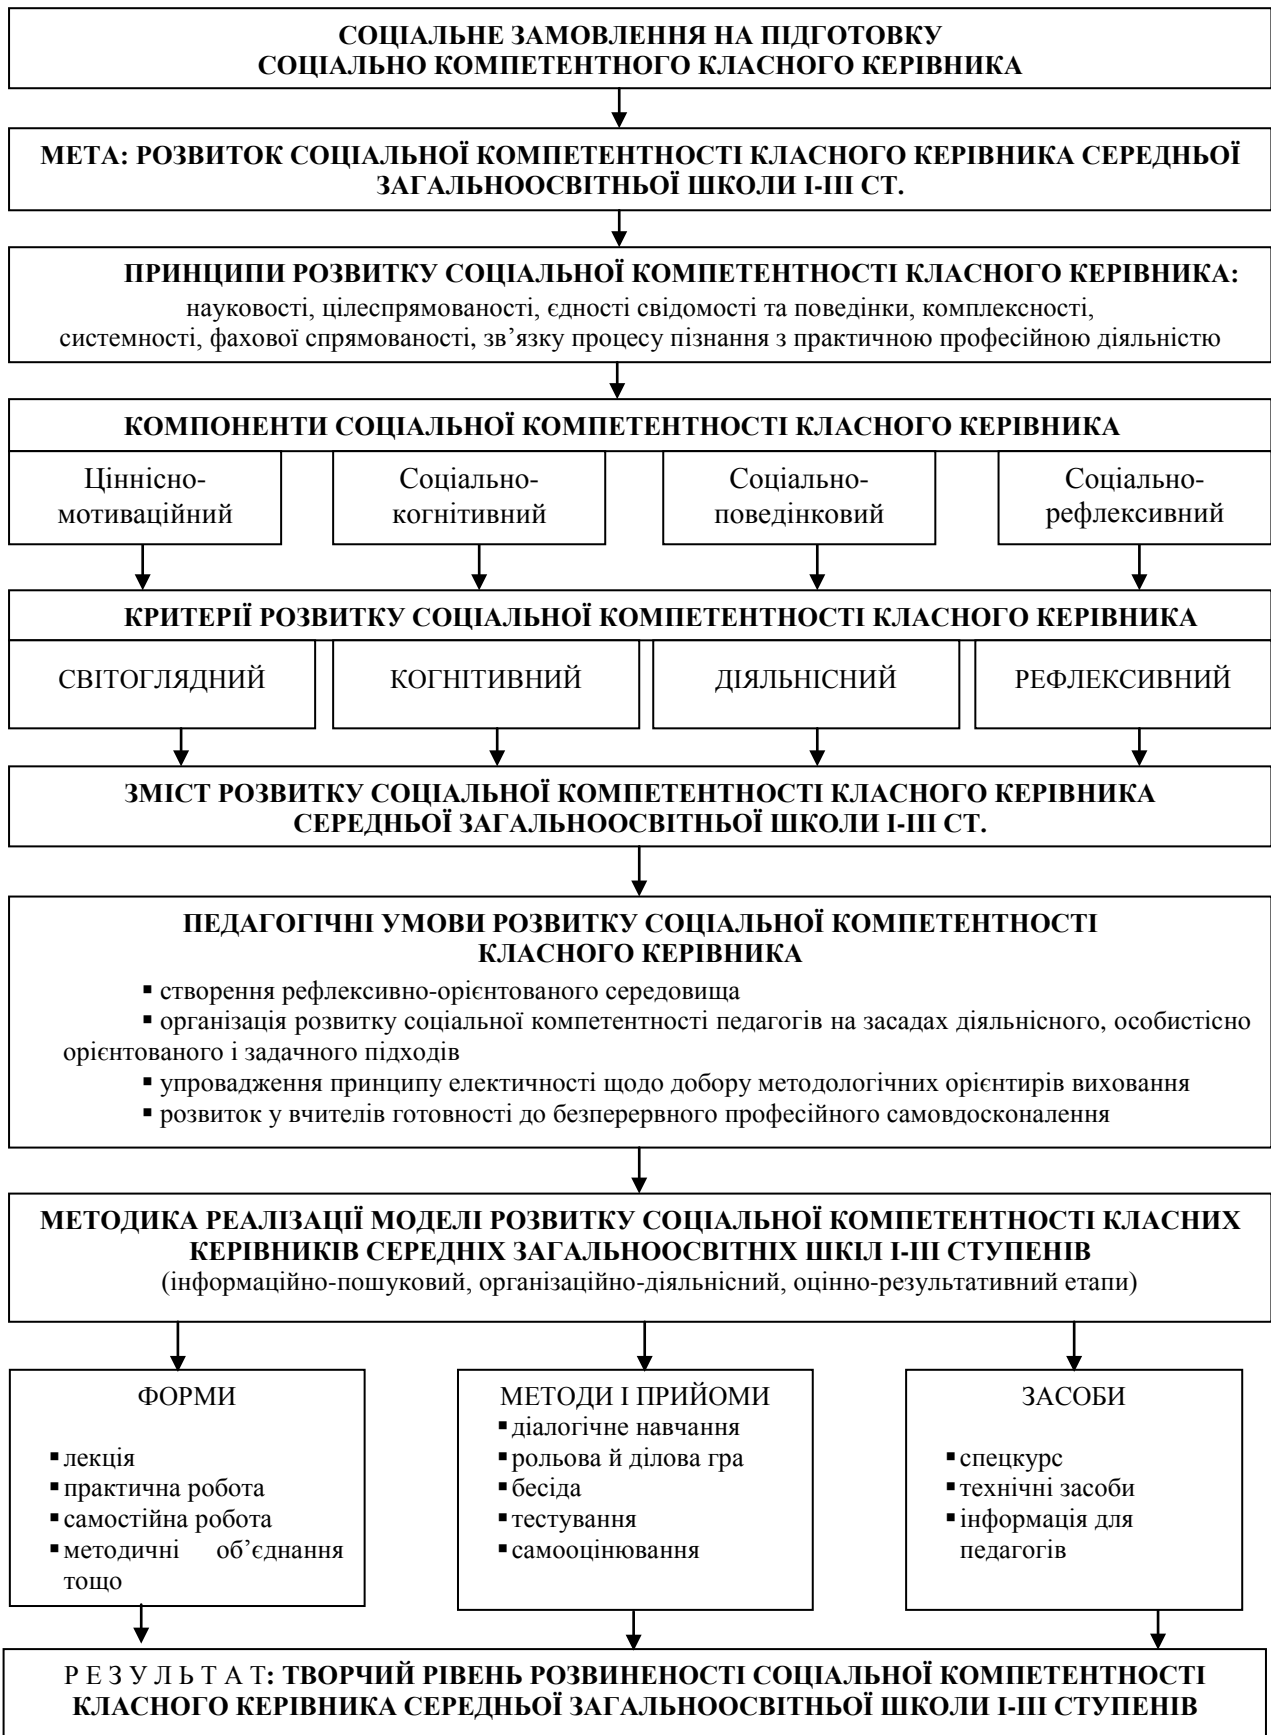 СОЦІАЛЬНЕ ЗАМОВЛЕННЯ НА ПІДГОТОВКУ
СОЦІАЛЬНО КОМПЕТЕНТНОГО КЛАСНОГО КЕРІВНИКА
МЕТА: РОЗВИТОК СОЦІАЛЬНОЇ КОМПЕТЕНТНОСТІ КЛАСНОГО КЕРІВНИКА СЕРЕДНЬОЇ
ЗАГАЛЬНООСВІТНЬОЇ ШКОЛИ І-ІІІ СТ.
ПРИНЦИПИ РОЗВИТКУ СОЦІАЛЬНОЇ КОМПЕТЕНТНОСТІ КЛАСНОГО КЕРІВНИКА:
науковості, цілеспрямованості, єдності свідомості та поведінки, комплексності,
системності, фахової спрямованості, зв’язку процесу пізнання з практичною професійною діяльністю
КОМПОНЕНТИ СОЦІАЛЬНОЇ КОМПЕТЕНТНОСТІ КЛАСНОГО КЕРІВНИКА
Ціннісно-
мотиваційний
Соціально-
когнітивний
Соціально-
поведінковий
Соціально-
рефлексивний
КРИТЕРІЇ РОЗВИТКУ СОЦІАЛЬНОЇ КОМПЕТЕНТНОСТІ КЛАСНОГО КЕРІВНИКА
СВІТОГЛЯДНИЙ
КОГНІТИВНИЙ
ДІЯЛЬНІСНИЙ
РЕФЛЕКСИВНИЙ
ЗМІСТ РОЗВИТКУ СОЦІАЛЬНОЇ КОМПЕТЕНТНОСТІ КЛАСНОГО КЕРІВНИКА
СЕРЕДНЬОЇ ЗАГАЛЬНООСВІТНЬОЇ ШКОЛИ І-ІІІ СТ.
ПЕДАГОГІЧНІ УМОВИ РОЗВИТКУ СОЦІАЛЬНОЇ КОМПЕТЕНТНОСТІ
КЛАСНОГО КЕРІВНИКА
▪ створення рефлексивно-орієнтованого середовища
▪ організація розвитку соціальної компетентності педагогів на засадах діяльнісного, особистісно
орієнтованого і задачного підходів
▪ упровадження принципу електичності щодо добору методологічних орієнтирів виховання
▪ розвиток у вчителів готовності до безперервного професійного самовдосконалення
МЕТОДИКА РЕАЛІЗАЦІЇ МОДЕЛІ РОЗВИТКУ СОЦІАЛЬНОЇ КОМПЕТЕНТНОСТІ КЛАСНИХ
КЕРІВНИКІВ СЕРЕДНІХ ЗАГАЛЬНООСВІТНІХ ШКІЛ І-ІІІ СТУПЕНІВ
(інформаційно-пошуковий, організаційно-діяльнісний, оцінно-результативний етапи)
ФОРМИ
▪ лекція
▪ практична робота
▪ самостійна робота
▪ методичні об’єднання
тощо
МЕТОДИ І ПРИЙОМИ
▪ діалогічне навчання
▪ рольова й ділова гра
▪ бесіда
▪ тестування
▪ самооцінювання
ЗАСОБИ
▪ спецкурс
▪ технічні засоби
▪ інформація для
педагогів
Р Е З У Л Ь Т А Т: ТВОРЧИЙ РІВЕНЬ РОЗВИНЕНОСТІ СОЦІАЛЬНОЇ КОМПЕТЕНТНОСТІ
КЛАСНОГО КЕРІВНИКА СЕРЕДНЬОЇ ЗАГАЛЬНООСВІТНЬОЇ ШКОЛИ І-ІІІ СТУПЕНІВ